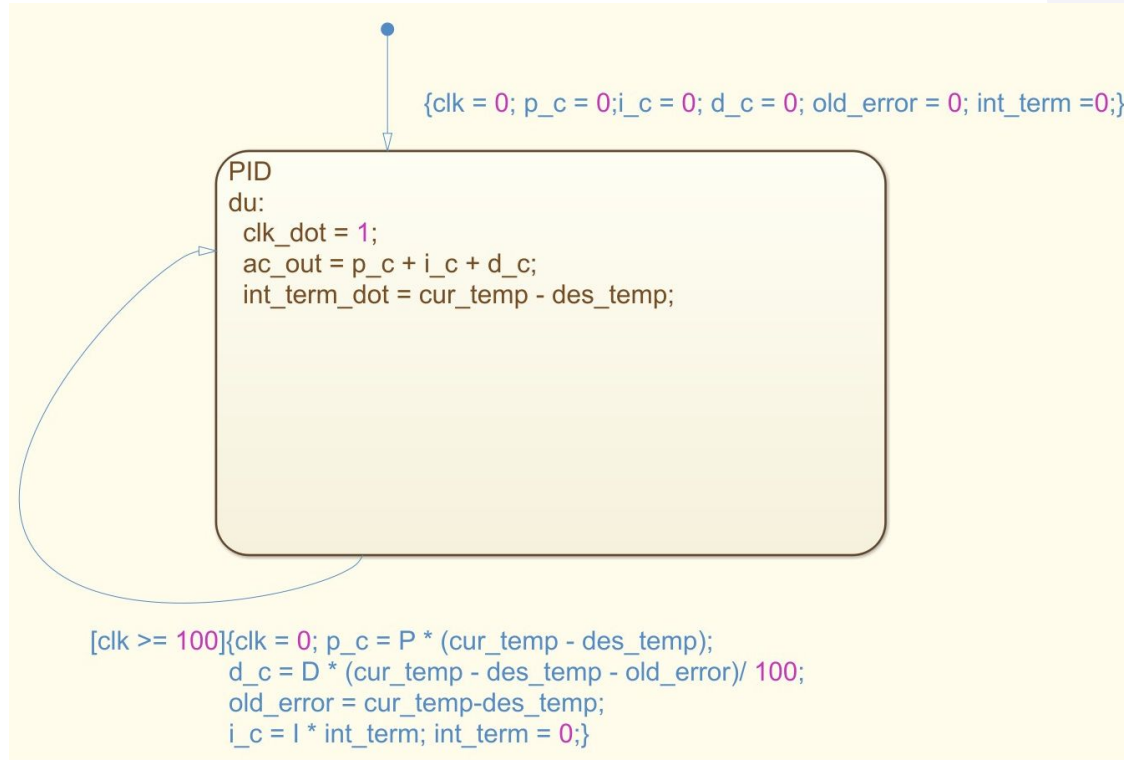 {clk = 0; p_c = 0;i_c = 0; d_c = 0; old_error = 0; int_term =0;}
PID
du:
clk_dot = 1;
ac_out = p_c + i_c + d_c;
int_term_dot = cur_temp - des_temp;
[clk >= 100]{clk = 0; p_c = P * (cur_temp - des_temp);
d_c = D * (cur_temp - des_temp - old_error)/ 100;
old_error = cur_temp-des_temp;
i_c = I * int_term; int_term = 0;}